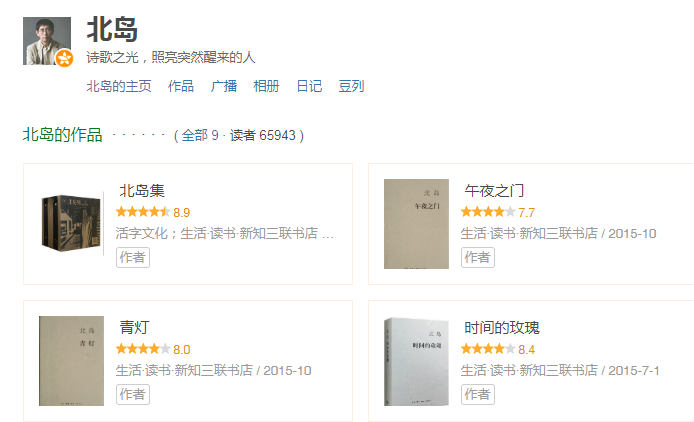 北岛
诗歌之光，照亮突然醒来的人
北岛的主页 作品 广播 相册 日记 豆列
北岛的作品 · · · · · · ( 全部 9 · 读者 65943 )
北岛集
8.9
活字文化；生活·读书·新知三联书店 ...
作者
北 岛
午夜之门
午夜之门
7.7
生活·读书·新知三联书店 / 2015-10
作者
北 岛
青 灯
青灯
8.0
生活·读书·新知三联书店 / 2015-10
作者
时间的玫瑰
时间的玫瑰
8.4
生活·读书·新知三联书店 / 2015-7-1
作者